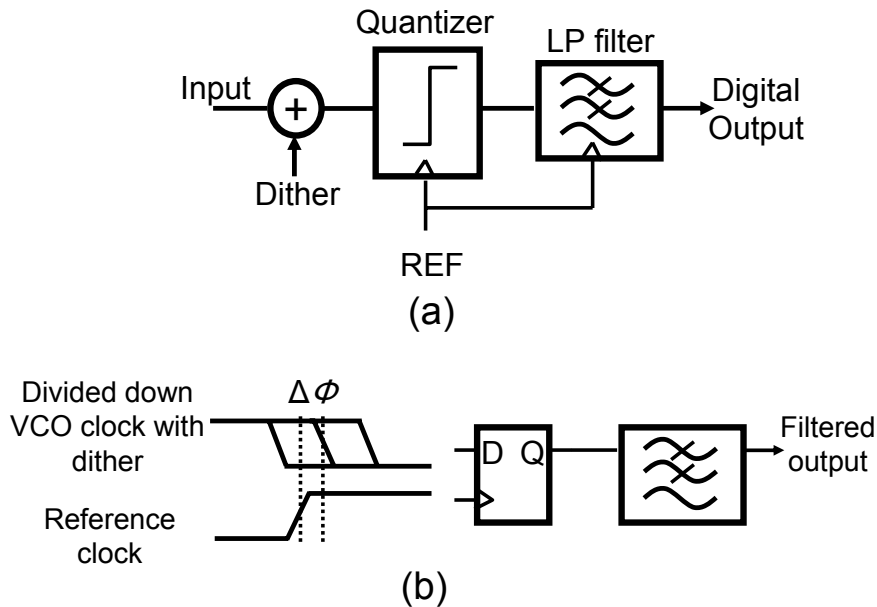 Quantizer
LP filter
Input
+
Digital
Output
Dither
REF
(a)
Divided down
VCO clock with
dither
ΔΦ
Reference
clock
D Q
Filtered
output
(b)